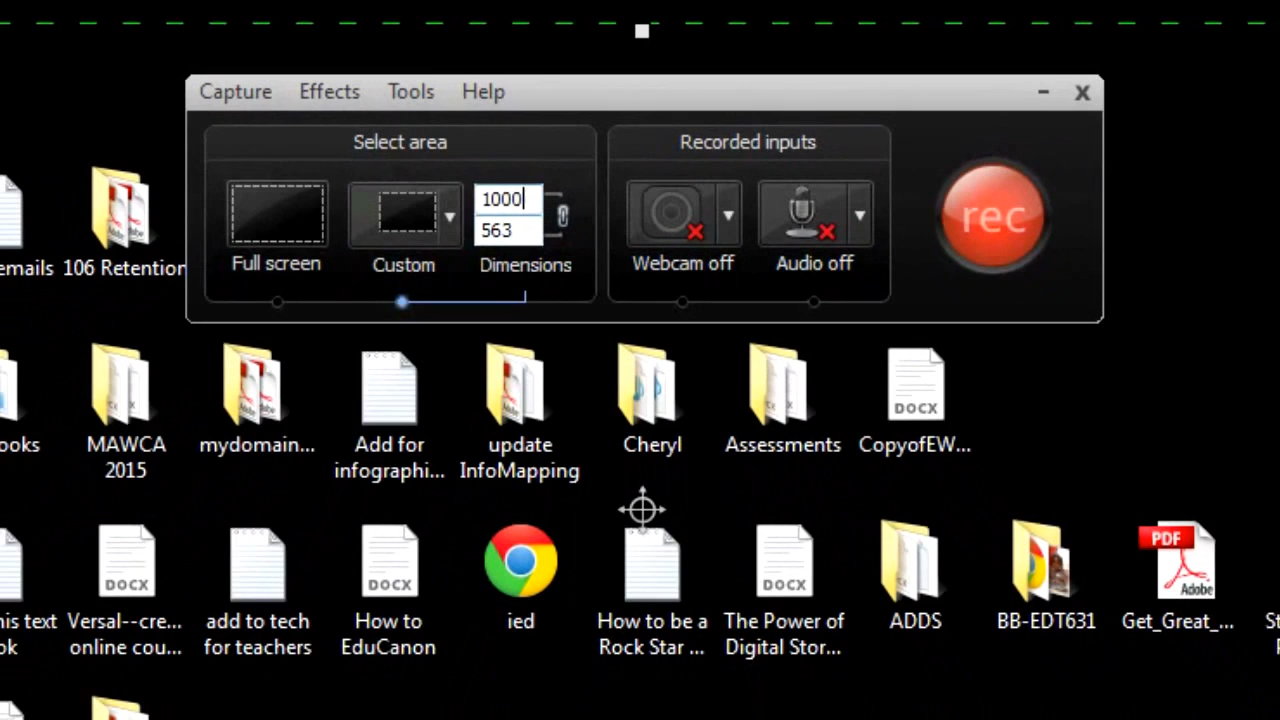 Capture Effects Tools Help
Select area
Recorded inputs
1000
563
rec
Full screen
Custom
Dimensions
Webcam off
Audio off
emails
106 Retention
DOCX
ooks
MAWCA
2015
mydomain...
Add for
infographi...
update
InfoMapping
Cheryl
Assessments
CopyofEW...
DOCX
DOCX
DOCX
PDF
Adobe
his text
ok
Versal--cre...
online cou...
add to tech
for teachers
How to
EduCanon
ied
How to be a
Rock Star ...
The Power of
Digital Stor...
ADDS
BB-EDT631
Get_Great_...